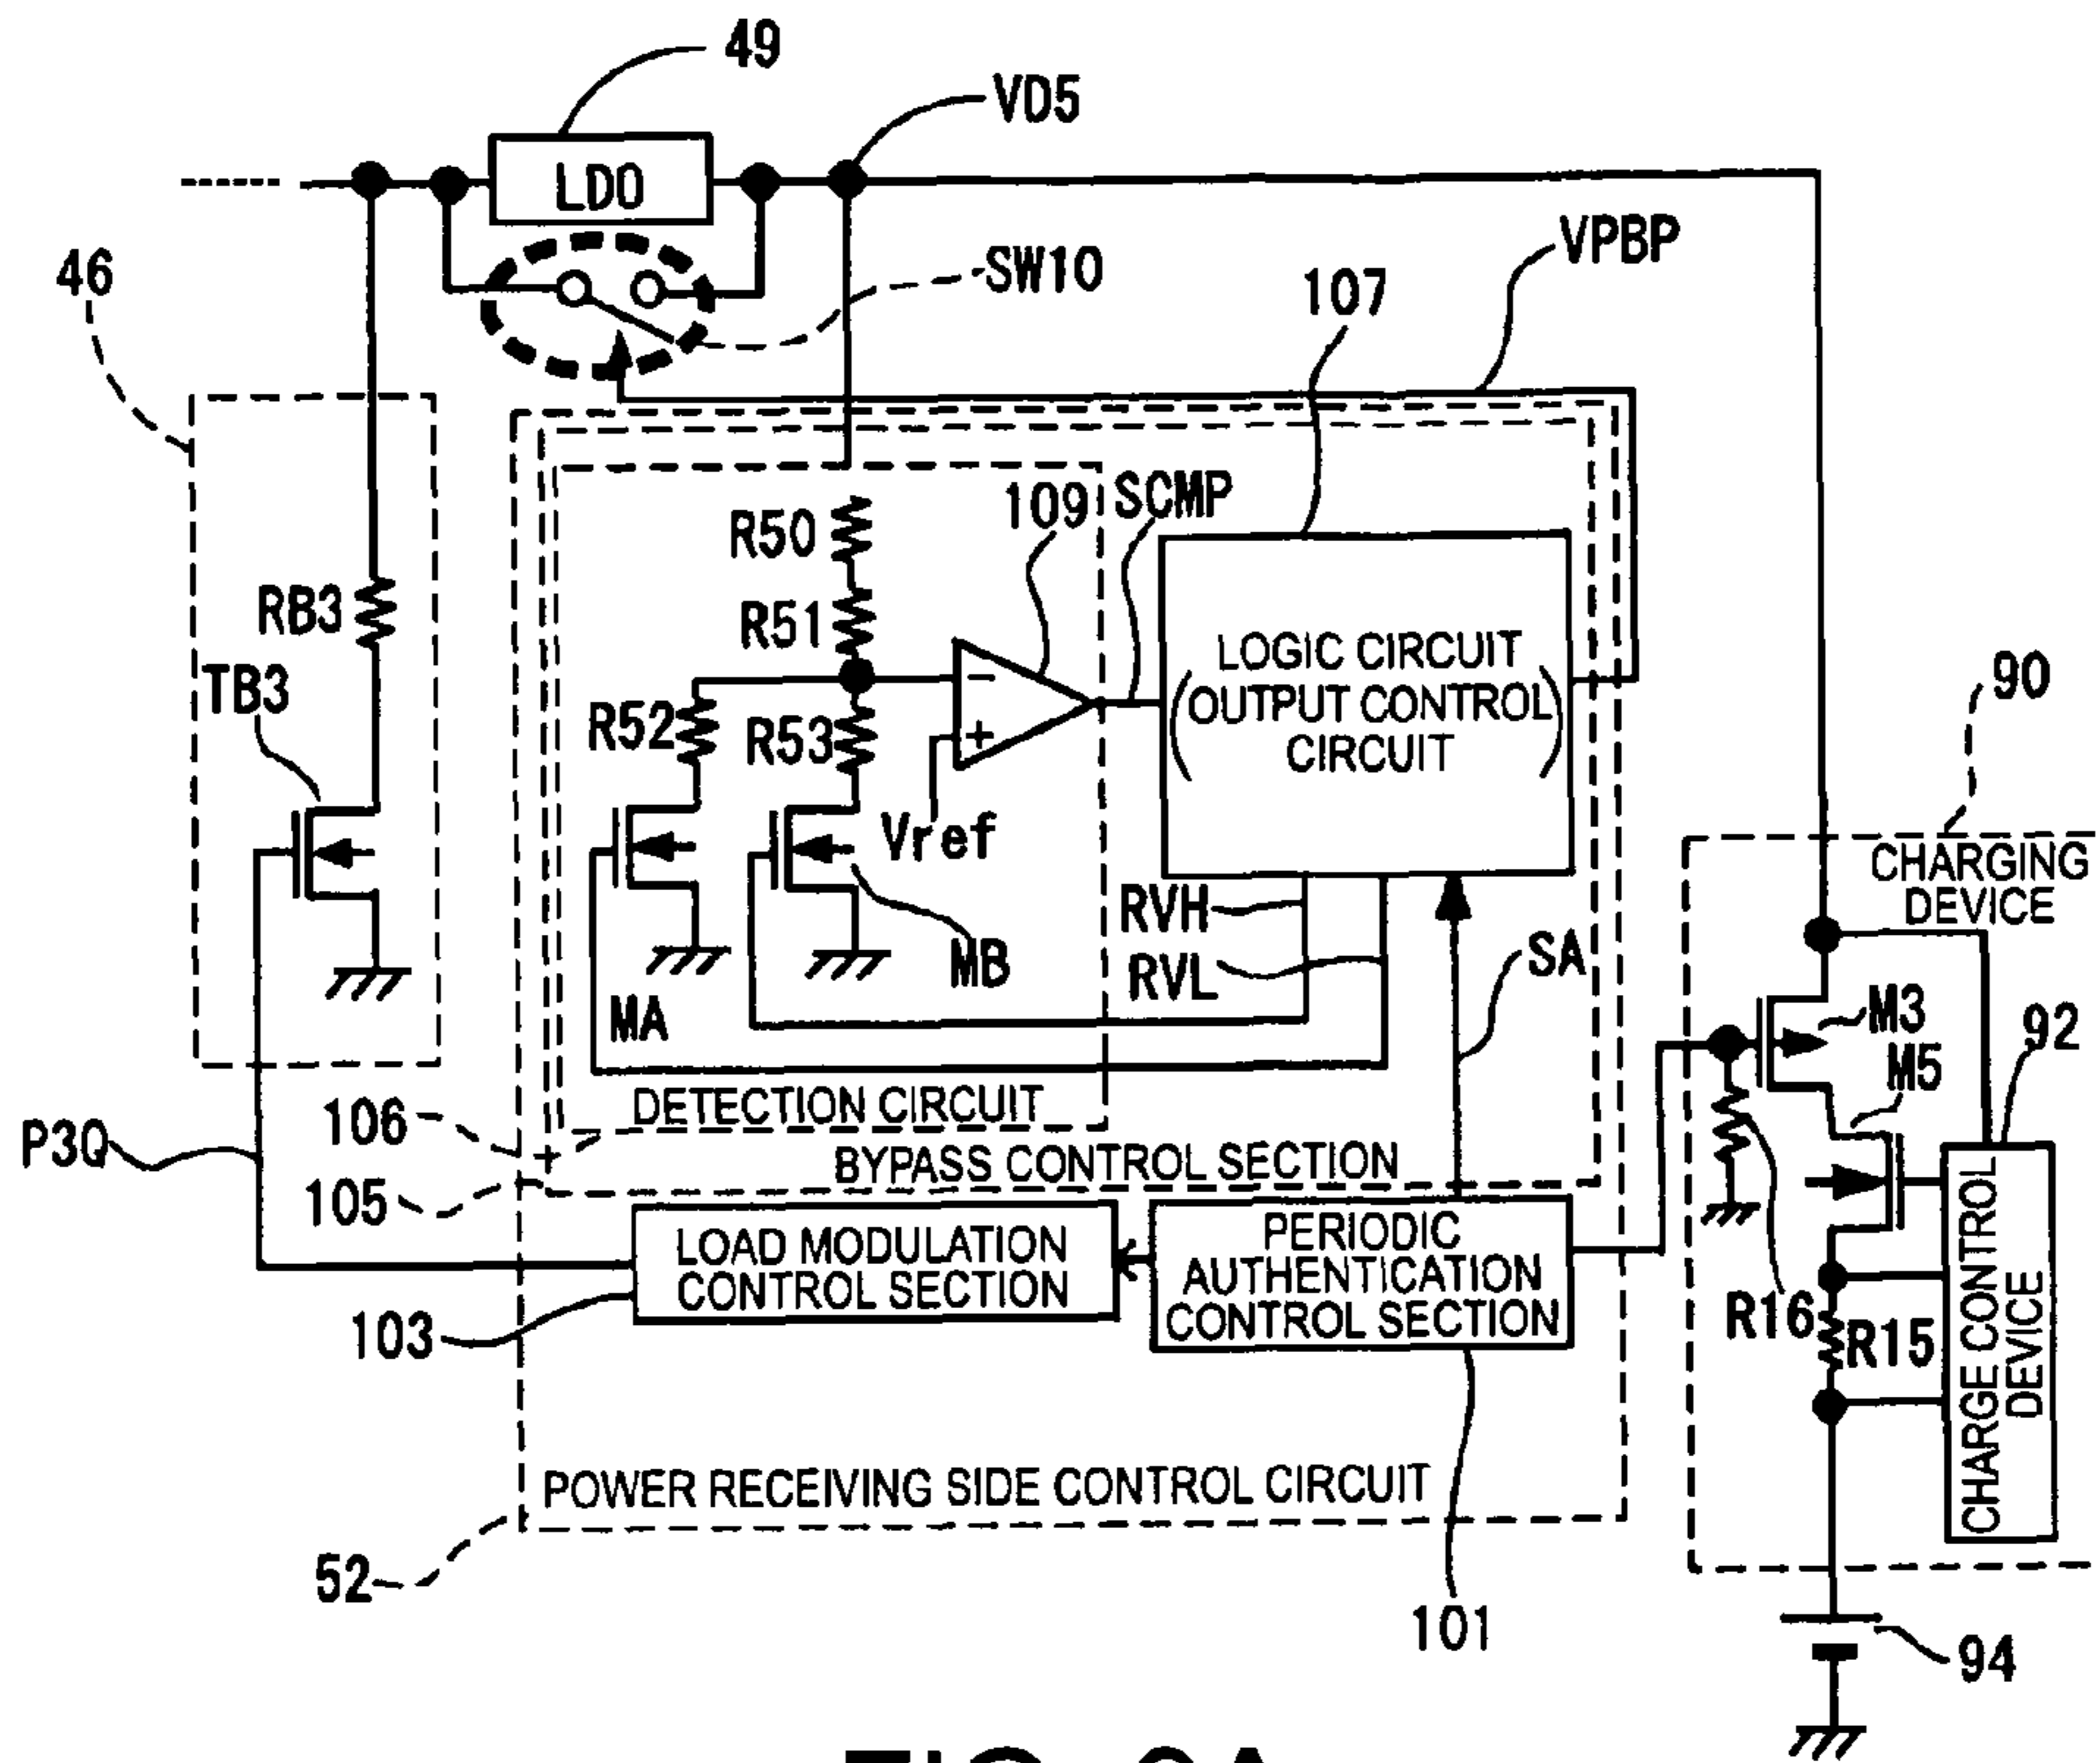 49
VD5
LDO
46
SW10
VPBP
107
R50
109
SCMP
R51
RB3
TB3
R52
R53
−
+
Vref
LOGIC CIRCUIT
(OUTPUT CONTROL)
CIRCUIT
90
CHARGING
DEVICE
RVH
RVL
MB
MA
SA
M3
M5
92
P3Q
106
DETECTION CIRCUIT
105
BYPASS CONTROL SECTION
LOAD MODULATION
CONTROL SECTION
103
PERIODIC
AUTHENTICATION
CONTROL SECTION
R16
R15
CHARGE CONTROL
DEVICE
POWER RECEIVING SIDE CONTROL CIRCUIT
52
101
94